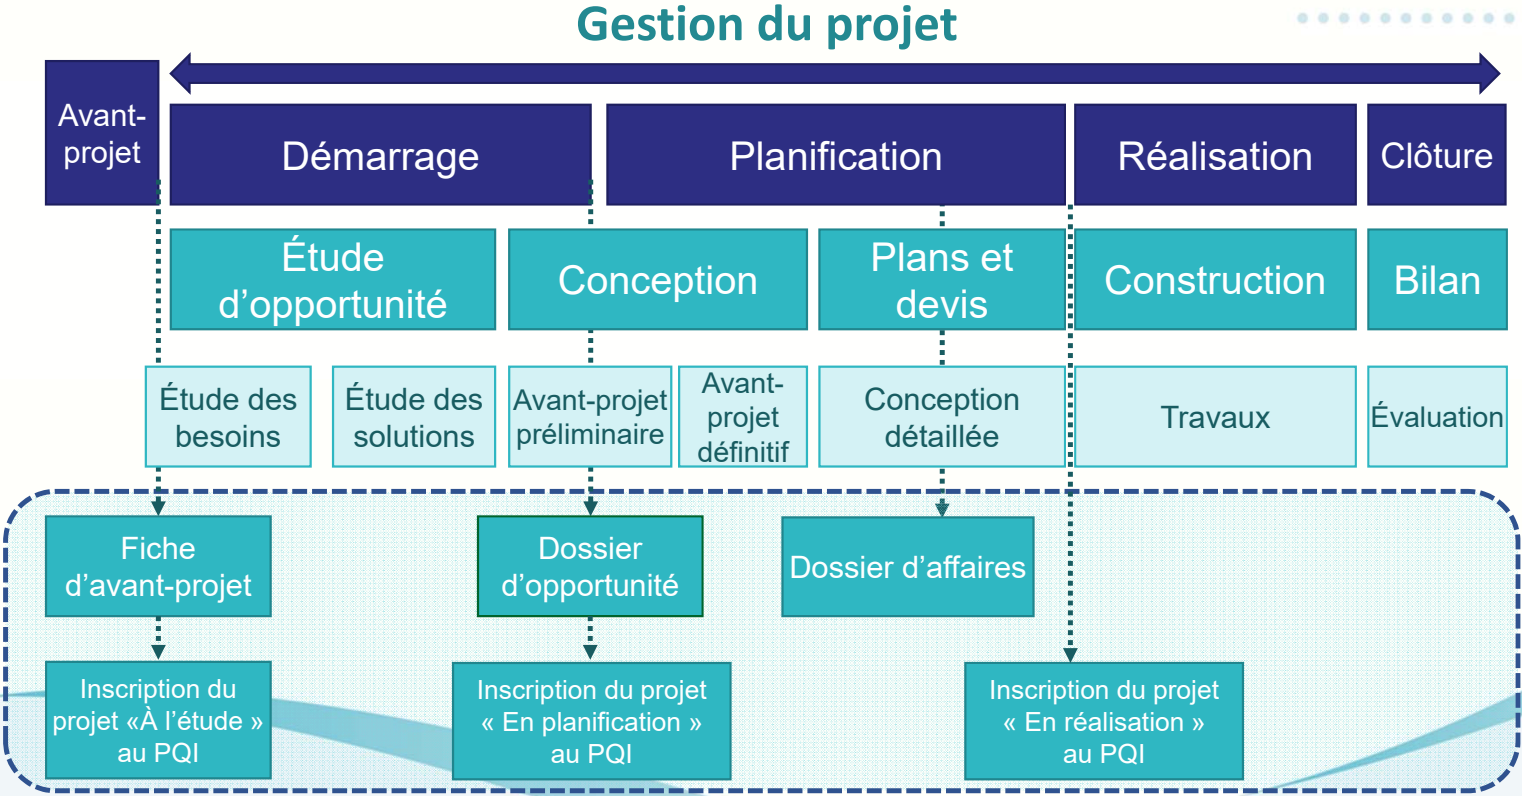 Gestion du projet
Avant-
projet
Démarrage
Planification
Réalisation
Clôture
Étude
d’opportunité
Conception
Plans et
devis
Construction
Bilan
Étude des
besoins
Étude des
solutions
Avant-projet
préliminaire
Avant-
projet
définitif
Conception
détaillée
Travaux
Évaluation
Fiche
d’avant-projet
Dossier
d’opportunité
Dossier d’affaires
Inscription du
projet «À l’étude »
au PQI
Inscription du projet
« En planification »
au PQI
Inscription du projet
« En réalisation »
au PQI